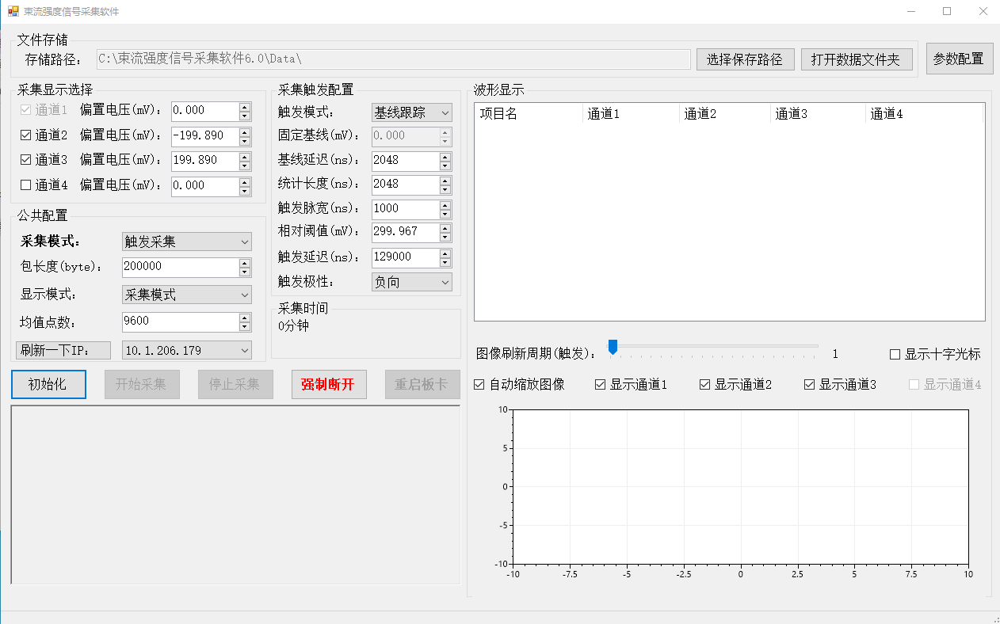 束流强度信号采集软件
文件存储
存储路径： C:\束流强度信号采集软件6.0\Data\ 选择保存路径 打开数据文件夹 参数配置
采集显示选择
通道1 偏置电压(mV)： 0.000
通道2 偏置电压(mV)： -199.890
通道3 偏置电压(mV)： 199.890
通道4 偏置电压(mV)： 0.000
公共配置
采集模式： 触发采集
包长度(byte)： 200000
显示模式： 采集模式
均值点数： 9600
刷新一下IP： 10.1.206.179
采集触发配置
触发模式： 基线跟踪
固定基线(mV)： 0.000
基线延迟(ns)： 2048
统计长度(ns)： 2048
触发脉宽(ns)： 1000
相对阈值(mV)： 299.967
触发延迟(ns)： 129000
触发极性： 负向
采集时间
0分钟
初始化 开始采集 停止采集 强制断开 重启板卡
波形显示
项目名 通道1 通道2 通道3 通道4
图像刷新周期(触发)： 1 显示十字光标
自动缩放图像 显示通道1 显示通道2 显示通道3 显示通道4
10
5
0
-5
-10
-10 -7.5 -5 -2.5 0 2.5 5 7.5 10